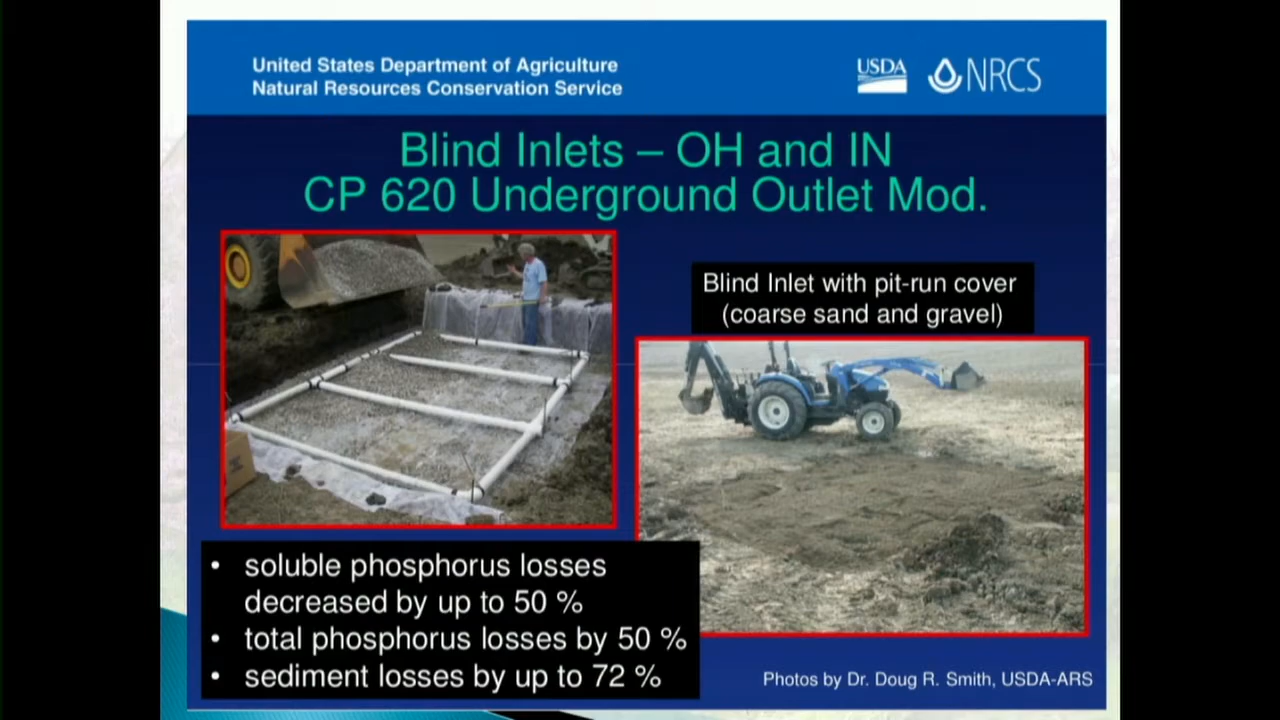 United States Department of Agriculture
Natural Resources Conservation Service
USDA
NRCS
Blind Inlets – OH and IN
CP 620 Underground Outlet Mod.
Blind Inlet with pit-run cover
(coarse sand and gravel)
• soluble phosphorus losses
decreased by up to 50 %
• total phosphorus losses by 50 %
• sediment losses by up to 72 %
Photos by Dr. Doug R. Smith, USDA-ARS